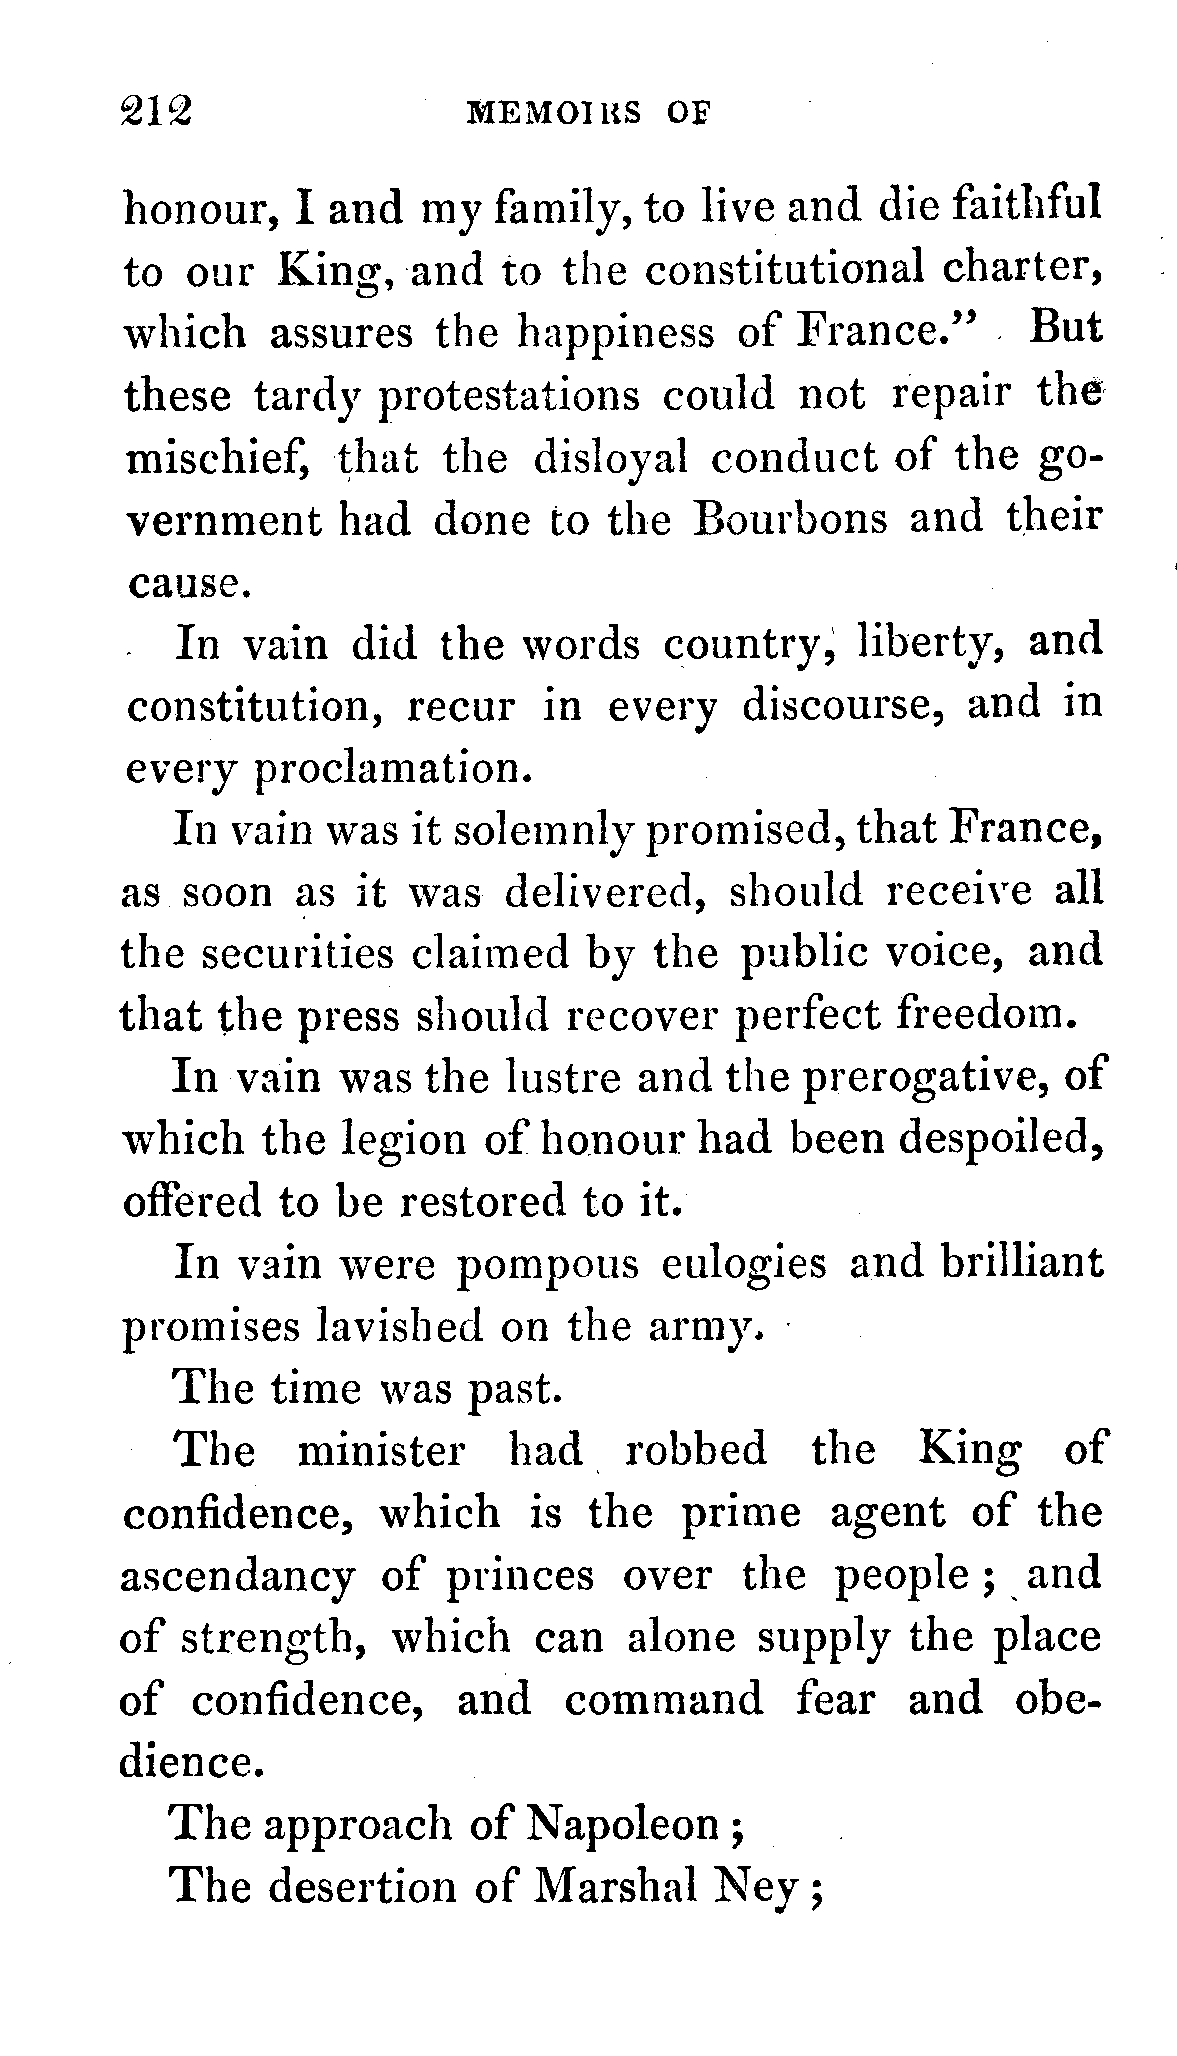 212 MEMOIRS OF
honour, I and my family, to live and die faithful
to our King, and to the constitutional charter,
which assures the happiness of France.” But
these tardy protestations could not repair the
mischief, that the disloyal conduct of the go-
vernment had done to the Bourbons and their
cause.
In vain did the words country, liberty, and
constitution, recur in every discourse, and in
every proclamation.
In vain was it solemnly promised, that France,
as soon as it was delivered, should receive all
the securities claimed by the public voice, and
that the press should recover perfect freedom.
In vain was the lustre and the prerogative, of
which the legion of honour had been despoiled,
offered to be restored to it.
In vain were pompous eulogies and brilliant
promises lavished on the army.
The time was past.
The minister had robbed the King of
confidence, which is the prime agent of the
ascendancy of princes over the people ; and
of strength, which can alone supply the place
of confidence, and command fear and obe-
dience.
The approach of Napoleon ;
The desertion of Marshal Ney ;